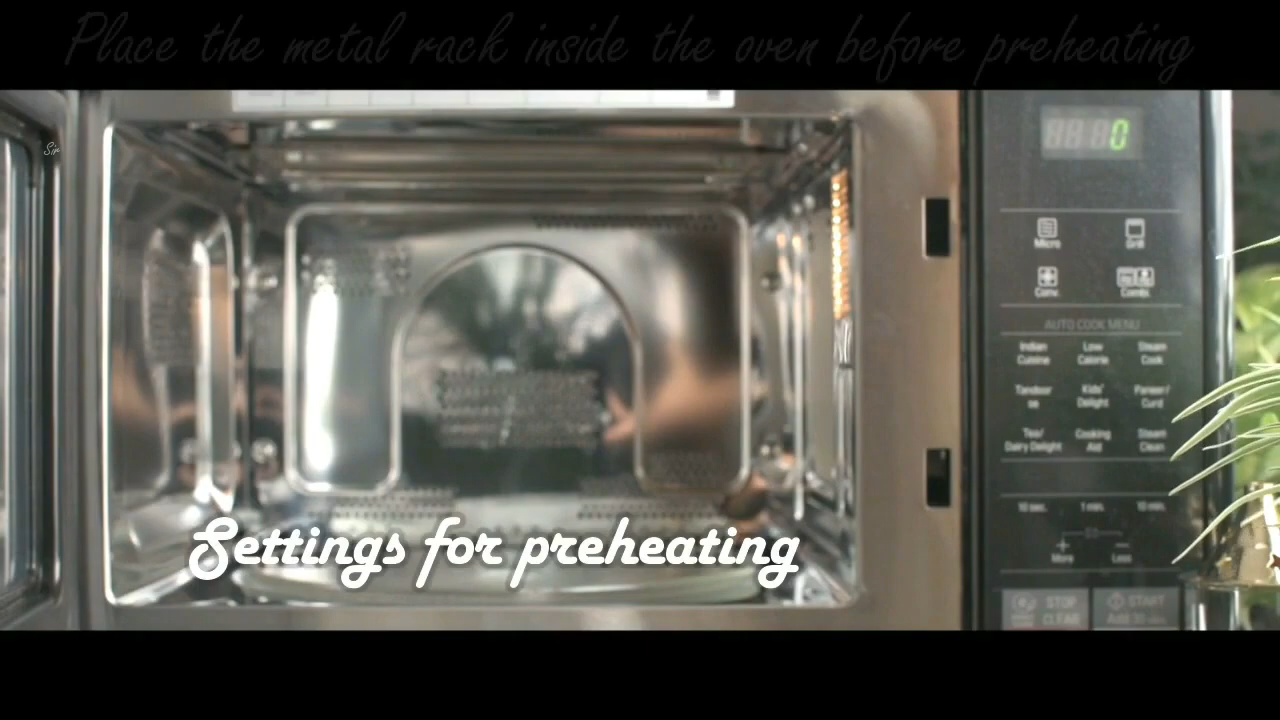 Place the metal rack inside the oven before preheating
0
Micro
Grill
Conv.
Combi
AUTO COOK MENU
Indian Cuisine
Low Calorie
Steam Cook
Tandoor se
Kids' Delight
Paneer/ Curd
Tea/ Dairy Delight
Cooking Aid
Steam Clean
10 sec.
1 min.
10 min.
More
Less
STOP
CLEAR
START
Settings for preheating